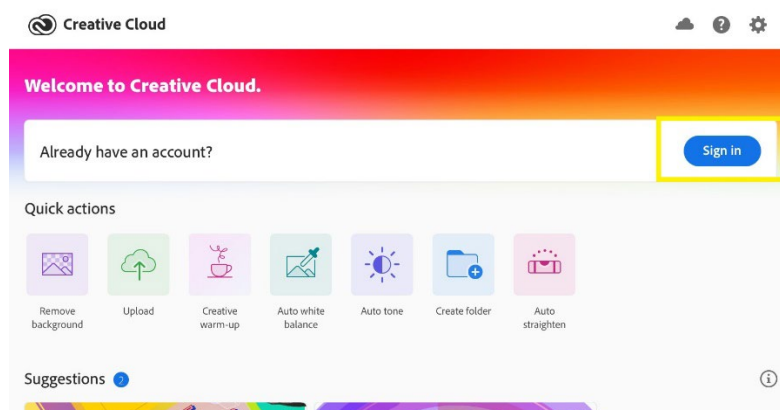 Creative Cloud
Welcome to Creative Cloud.
Already have an account?
Sign in
Quick actions
Remove
background
Upload
Creative
warm-up
Auto white
balance
Auto tone
Create folder
Auto
straighten
Suggestions 2